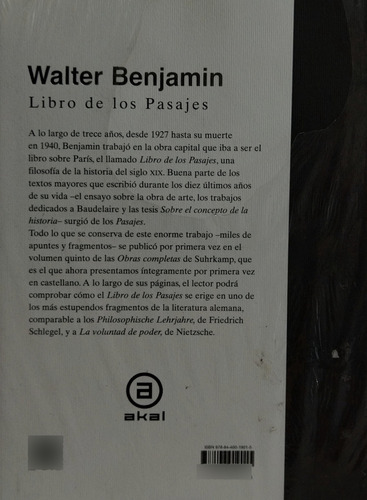 Walter Benjamin
Libro de los Pasajes
A lo largo de trece años, desde 1927 hasta su muerte
en 1940, Benjamin trabajó en la obra capital que iba a ser el
libro sobre París, el llamado Libro de los Pasajes, una
filosofía de la historia del siglo XIX. Buena parte de los
textos mayores que escribió durante los diez últimos años
de su vida –el ensayo sobre la obra de arte, los trabajos
dedicados a Baudelaire y las tesis Sobre el concepto de la
historia– surgió de los Pasajes.
Todo lo que se conserva de este enorme trabajo –miles de
apuntes y fragmentos– se publicó por primera vez en el
volumen quinto de las Obras completas de Suhrkamp, que
es el que ahora presentamos íntegramente por primera vez
en castellano. A lo largo de sus páginas, el lector podrá
comprobar cómo el Libro de los Pasajes se erige en uno de
los más estupendos fragmentos de la literatura alemana,
comparable a los Philosophische Lehrjahre, de Friedrich
Schlegel, y a La voluntad de poder, de Nietzsche.
a
akal